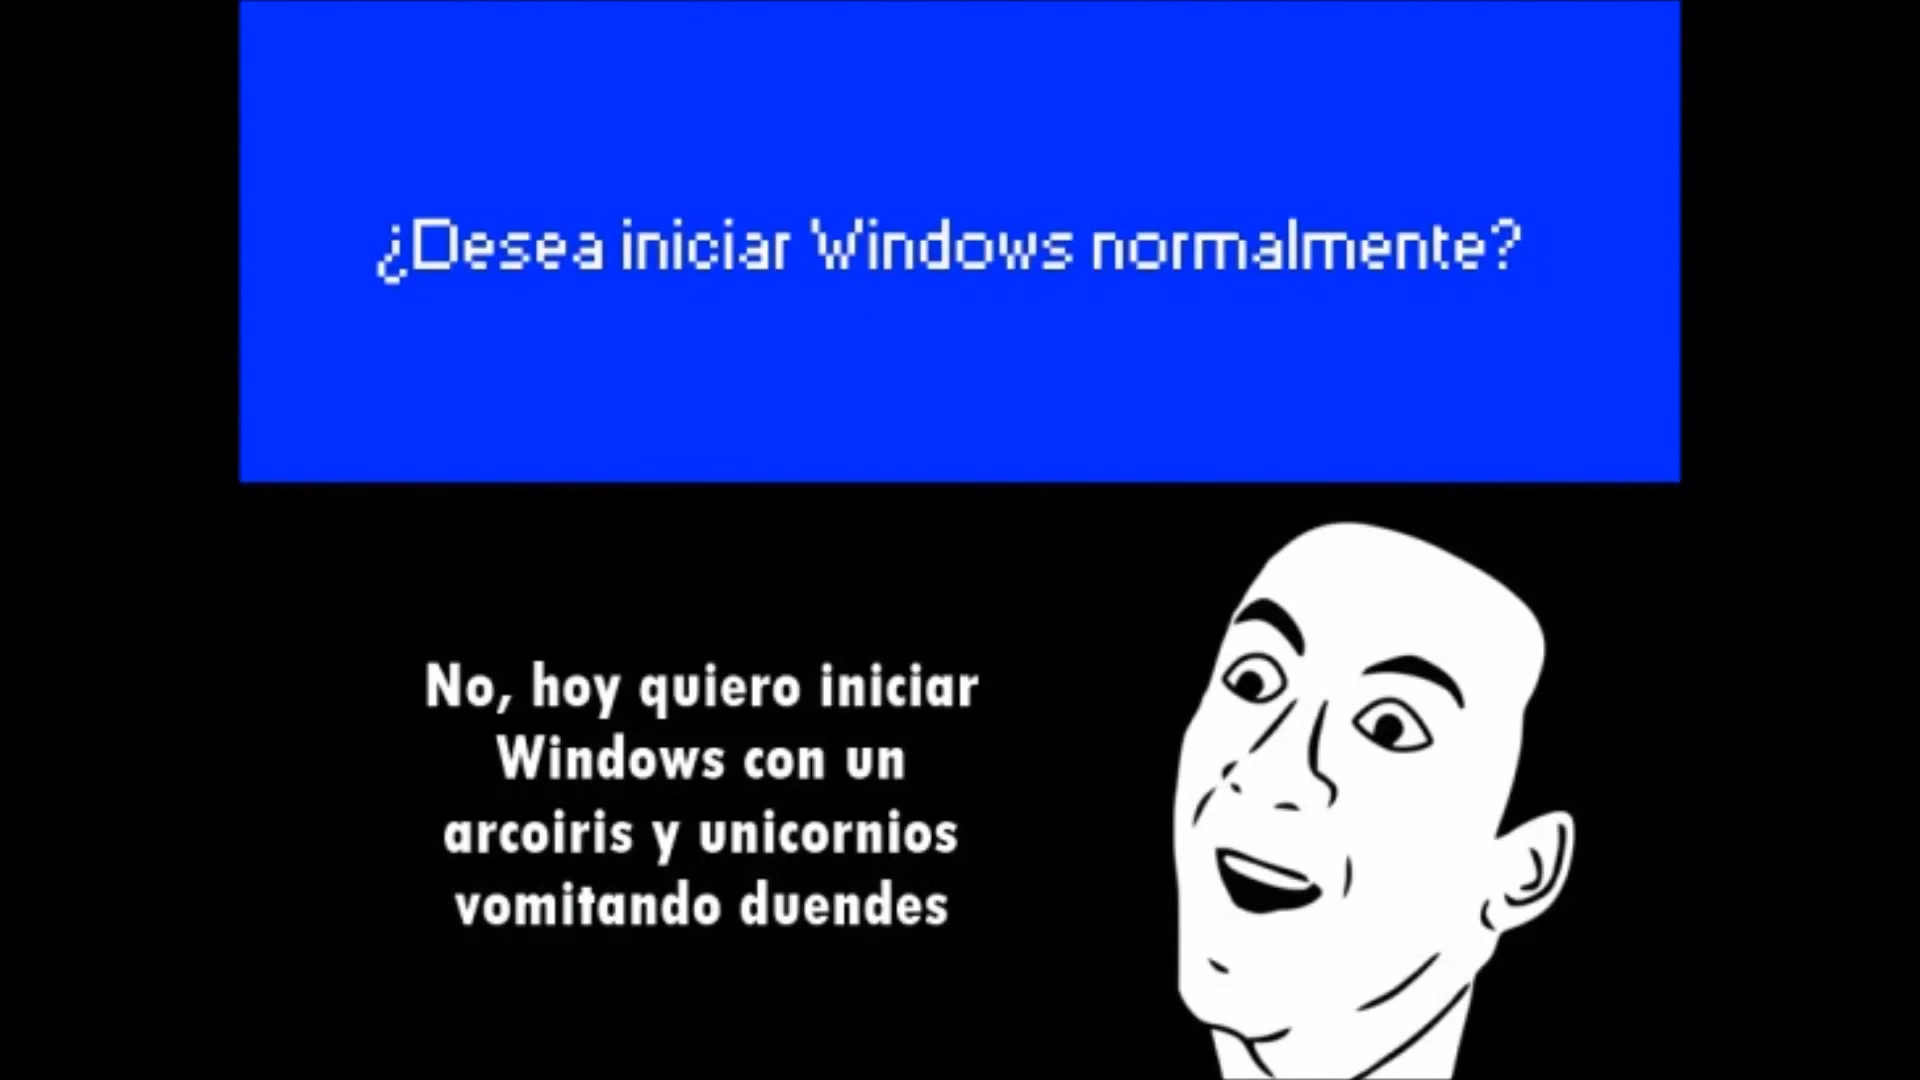 ¿Desea iniciar Windows normalmente?
No, hoy quiero iniciar
Windows con un
arcoiris y unicornios
vomitando duendes